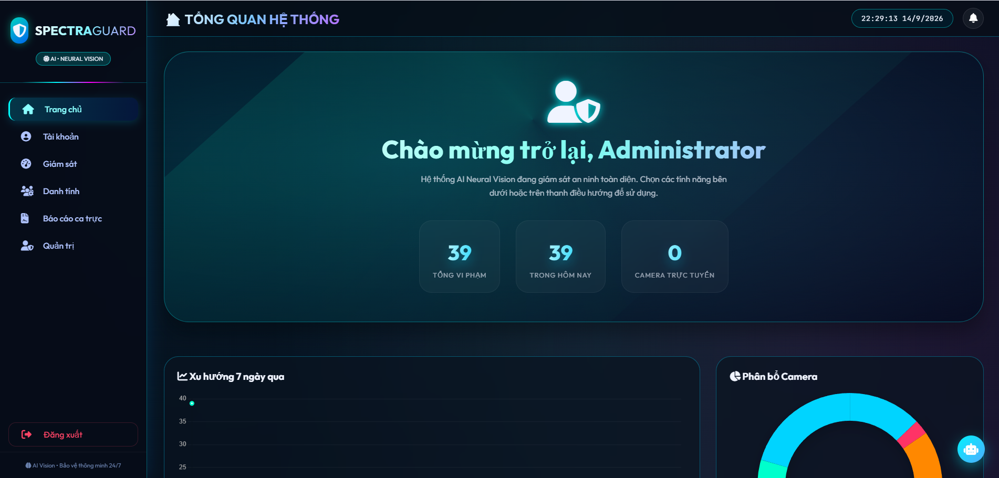 SPECTRAGUARD
AI • NEURAL VISION
Trang chủ
Tài khoản
Giám sát
Danh tính
Báo cáo ca trực
Quản trị
Đăng xuất
AI Vision • Bảo vệ thông minh 24/7
TỔNG QUAN HỆ THỐNG
22:29:13 14/9/2026
Chào mừng trở lại, Administrator
Hệ thống AI Neural Vision đang giám sát an ninh toàn diện. Chọn các tính năng bên
dưới hoặc trên thanh điều hướng để sử dụng.
39
TỔNG VI PHẠM
39
TRONG HÔM NAY
0
CAMERA TRỰC TUYẾN
Xu hướng 7 ngày qua
40
35
30
25
Phân bổ Camera